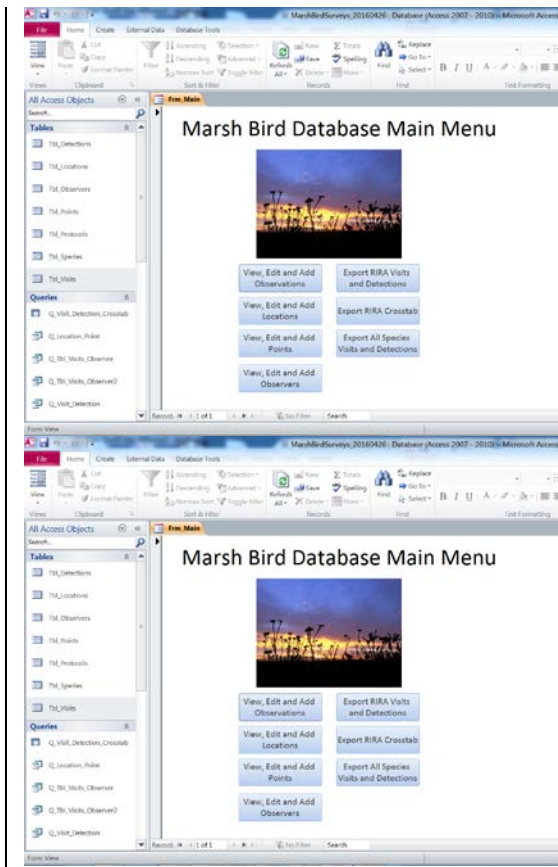 MarshBirdSurveys_20160426 : Database (Access 2007 - 2010) - Microsoft Access
File Home Create External Data Database Tools
View Paste Cut Copy Format Painter Filter Ascending Descending Remove Sort Selection Advanced Toggle Filter Refresh All New Save Delete Totals Spelling More Find Replace Go To Select B I U A
Views Clipboard Sort & Filter Records Find Text Formatting
All Access Objects Frm_Main
Search..
Tables
Tbl_Detections
Tbl_Locations
Tbl_Observers
Tbl_Points
Tbl_Protocols
Tbl_Species
Tbl_Visits
Queries
Q_Visit_Detection_Crosstab
Q_Location_Point
Q_Tbl_Visits_Observer
Q_Tbl_Visits_Observer2
Q_Visit_Detection
Marsh Bird Database Main Menu
View, Edit and Add
Observations
Export RIRA Visits
and Detections
View, Edit and Add
Locations
Export RIRA Crosstab
View, Edit and Add
Points
Export All Species
Visits and Detections
View, Edit and Add
Observers
Record: 1 of 1 No Filter Search
Form View
MarshBirdSurveys_20160426 : Database (Access 2007 - 2010) - Microsoft Access
File Home Create External Data Database Tools
View Paste Cut Copy Format Painter Filter Ascending Descending Remove Sort Selection Advanced Toggle Filter Refresh All New Save Delete Totals Spelling More Find Replace Go To Select B I U A
Views Clipboard Sort & Filter Records Find Text Formatting
All Access Objects Frm_Main
Search..
Tables
Tbl_Detections
Tbl_Locations
Tbl_Observers
Tbl_Points
Tbl_Protocols
Tbl_Species
Tbl_Visits
Queries
Q_Visit_Detection_Crosstab
Q_Location_Point
Q_Tbl_Visits_Observer
Q_Tbl_Visits_Observer2
Q_Visit_Detection
Marsh Bird Database Main Menu
View, Edit and Add
Observations
Export RIRA Visits
and Detections
View, Edit and Add
Locations
Export RIRA Crosstab
View, Edit and Add
Points
Export All Species
Visits and Detections
View, Edit and Add
Observers
Record: 1 of 1 No Filter Search
Form View